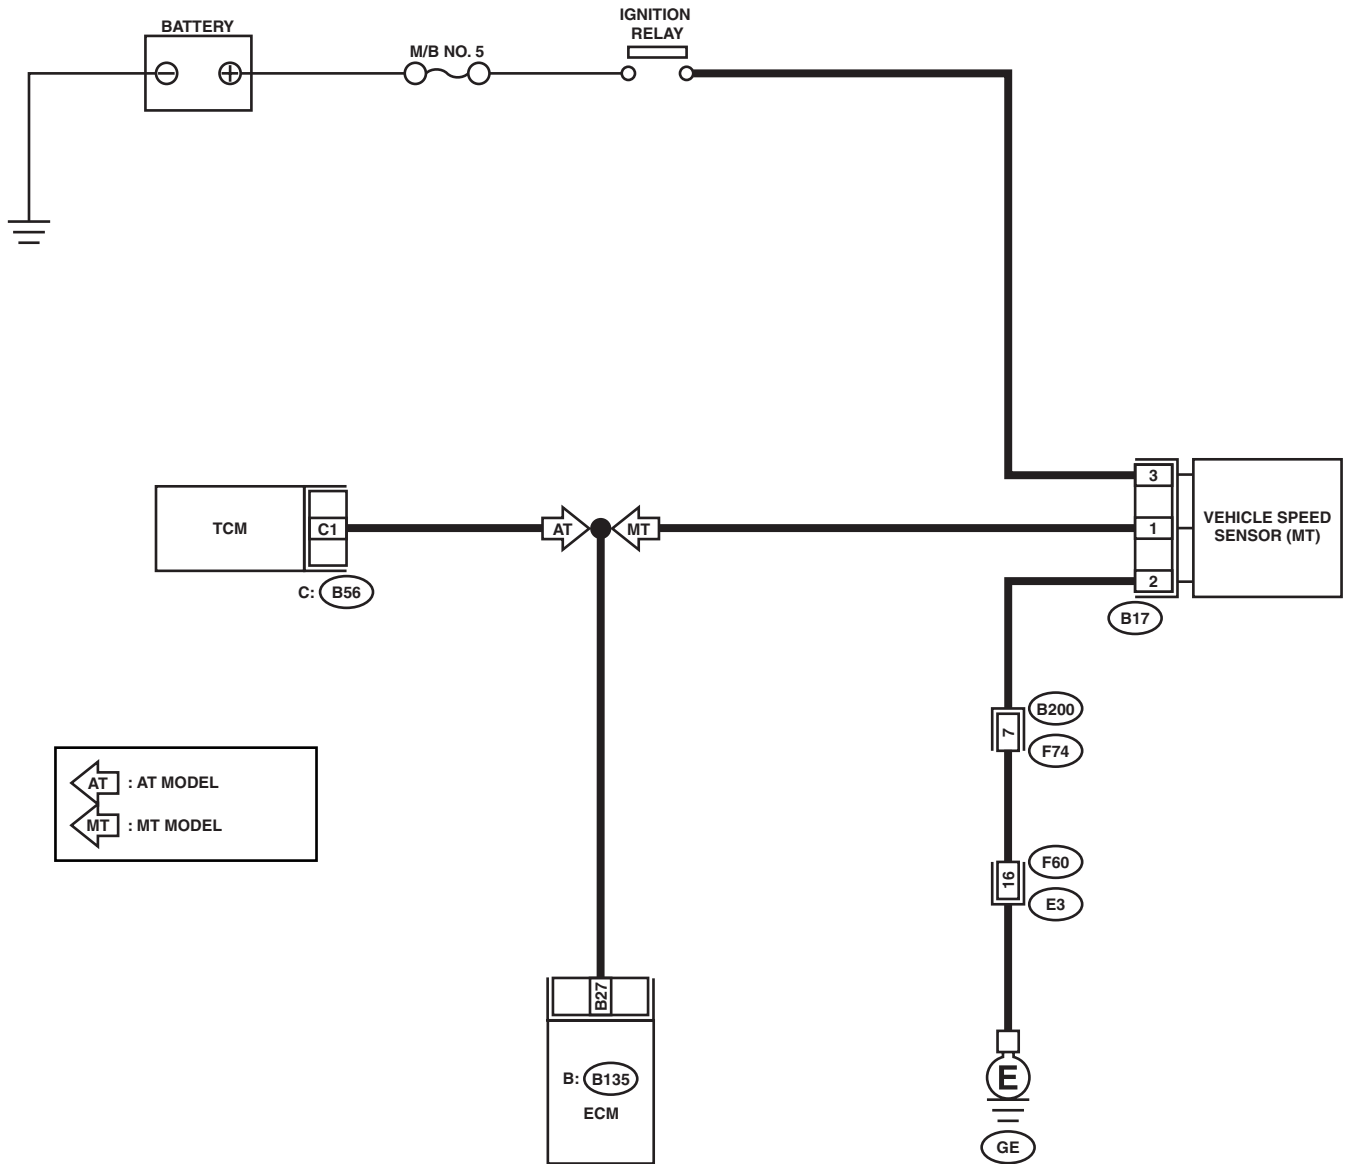 BATTERY
IGNITION
RELAY
M/B NO. 5
3
1
2
VEHICLE SPEED
SENSOR (MT)
B17
TCM
C1
AT
MT
C: B56
B200
7
F74
AT : AT MODEL
MT : MT MODEL
F60
16
E3
B27
B: B135
ECM
E
GE